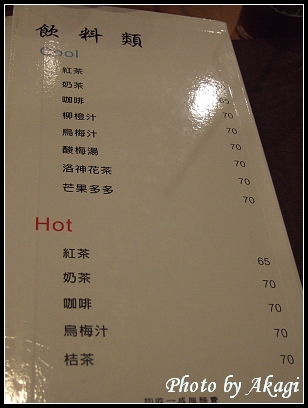 飲料類
Cool
紅茶
奶茶 65
咖啡 70
柳橙汁 70
烏梅汁 70
酸梅湯 70
洛神花茶 70
芒果多多 70
Hot
紅茶 65
奶茶 70
咖啡 70
烏梅汁 70
桔茶 70
Photo by Akagi